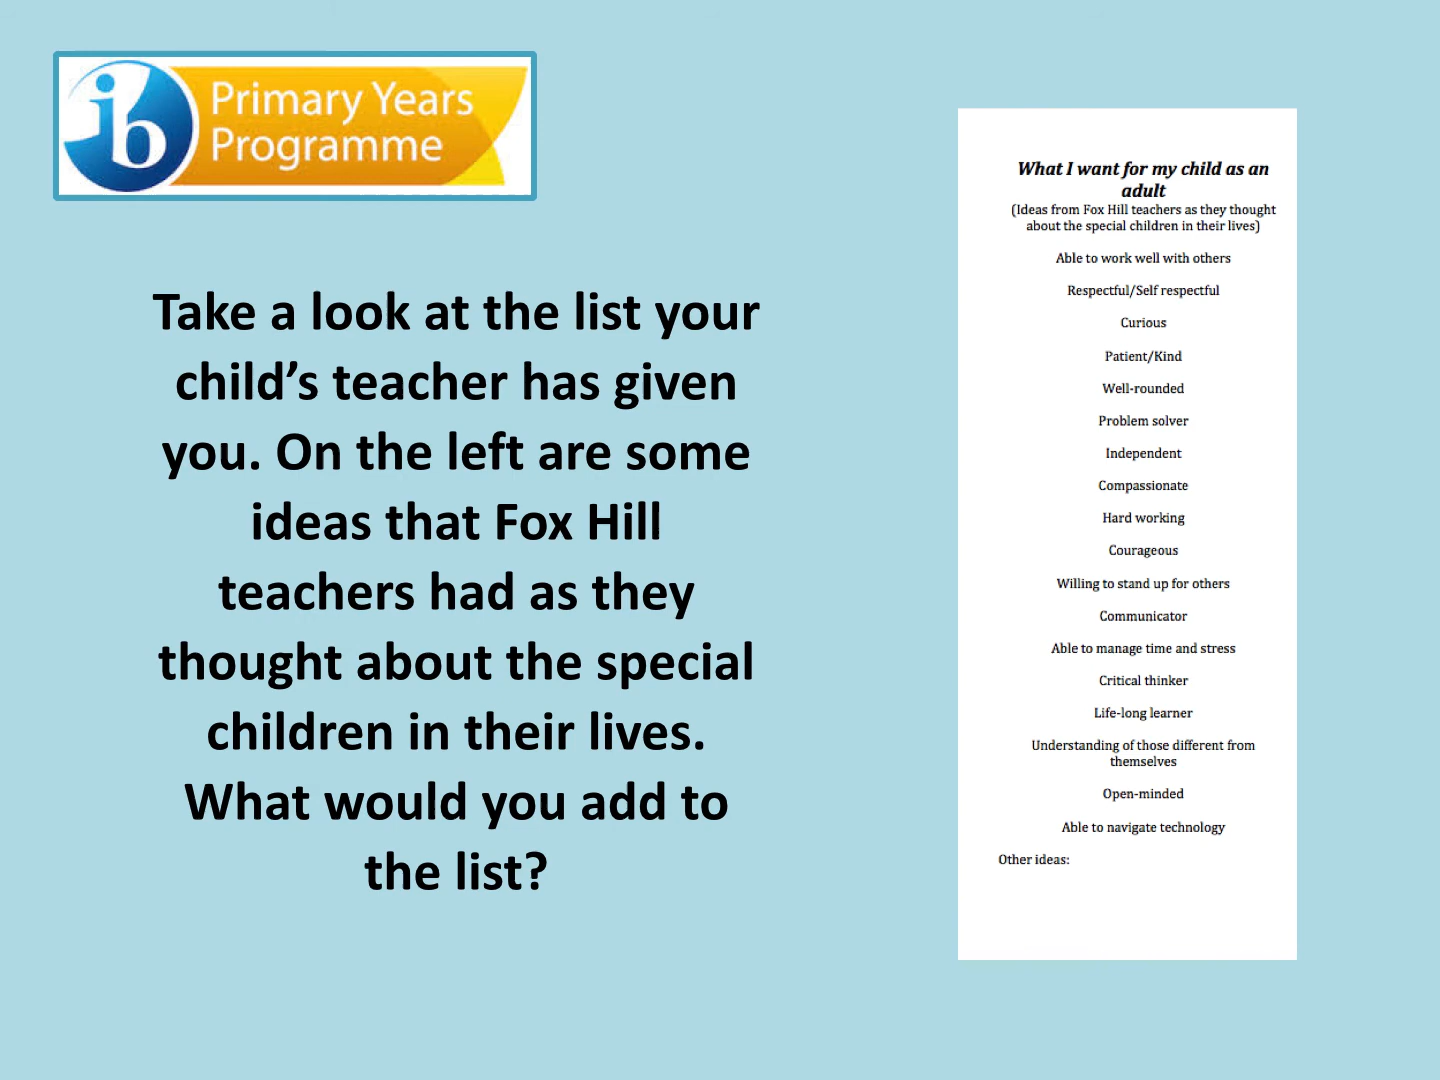 ib
Primary Years
Programme
Take a look at the list your
child’s teacher has given
you. On the left are some
ideas that Fox Hill
teachers had as they
thought about the special
children in their lives.
What would you add to
the list?
What I want for my child as an
adult
(Ideas from Fox Hill teachers as they thought
about the special children in their lives)
Able to work well with others
Respectful/Self respectful
Curious
Patient/Kind
Well-rounded
Problem solver
Independent
Compassionate
Hard working
Courageous
Willing to stand up for others
Communicator
Able to manage time and stress
Critical thinker
Life-long learner
Understanding of those different from
themselves
Open-minded
Able to navigate technology
Other ideas: